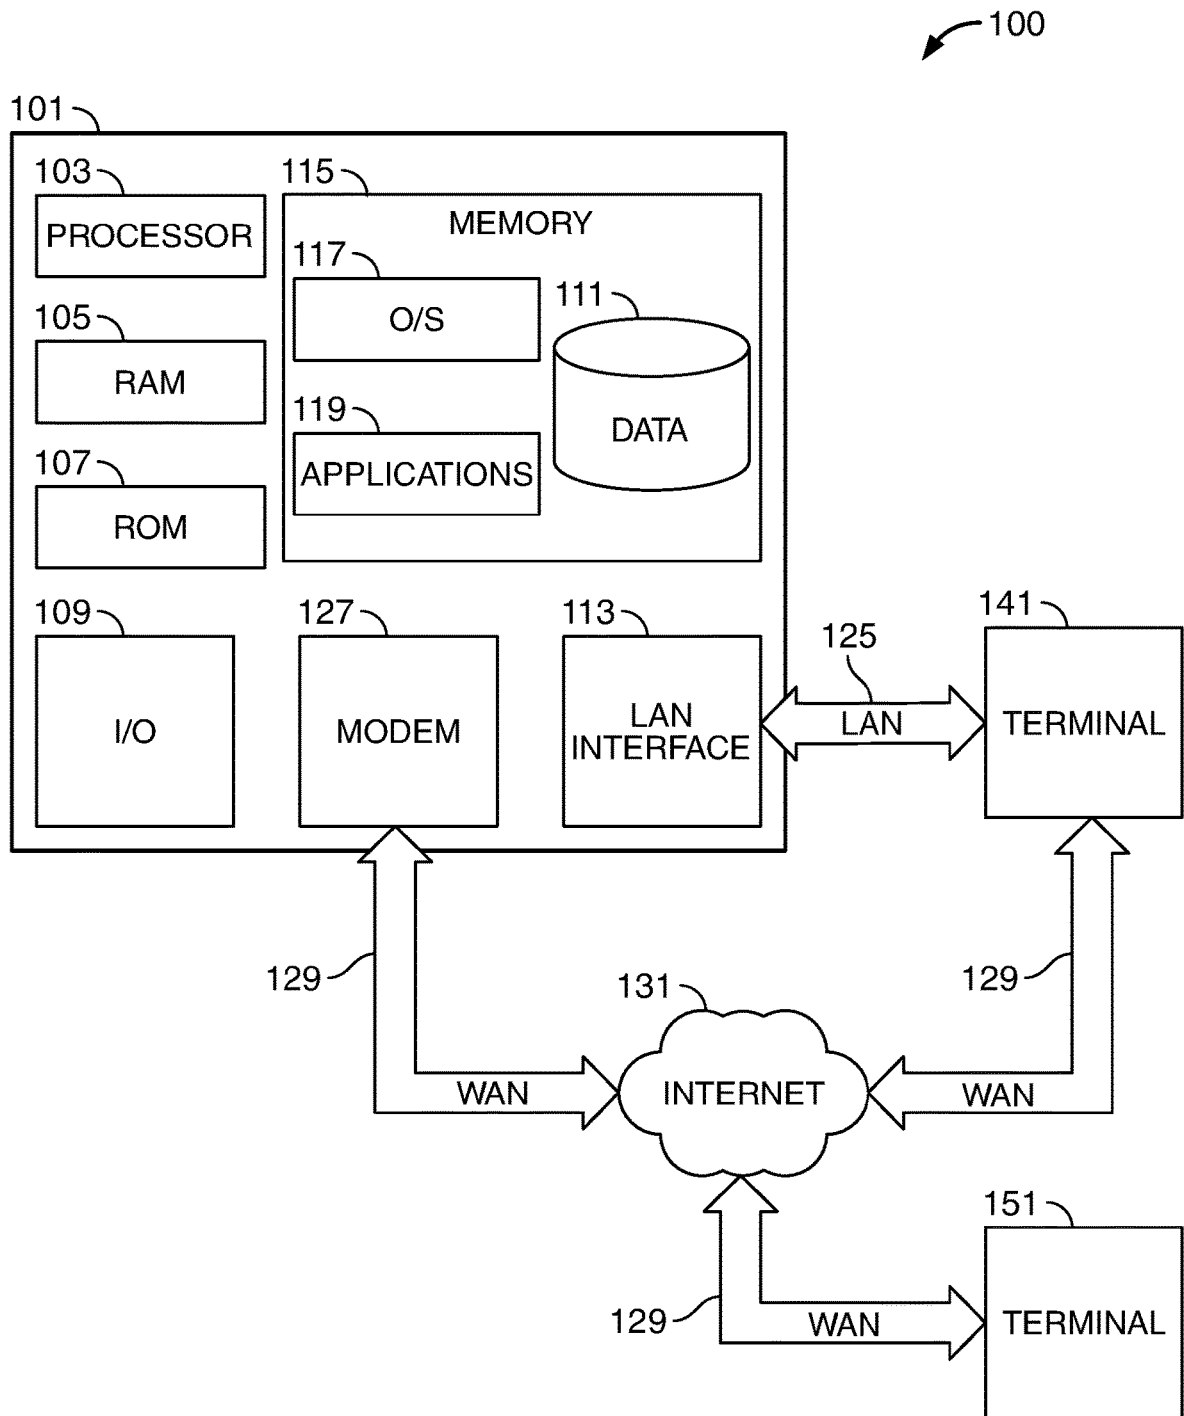 100
101
103
PROCESSOR
105
RAM
107
ROM
115
MEMORY
117
O/S
111
DATA
119
APPLICATIONS
109
I/O
127
MODEM
113
LAN
INTERFACE
125
LAN
141
TERMINAL
129
WAN
131
INTERNET
129
WAN
129
WAN
151
TERMINAL